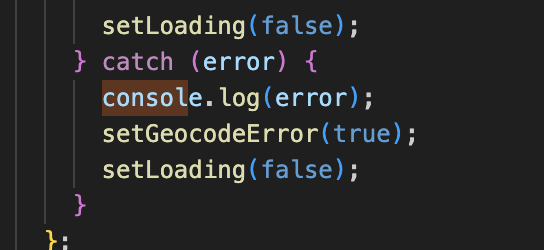 setLoading(false);
} catch (error) {
console.log(error);
setGeocodeError(true);
setLoading(false);
}
};